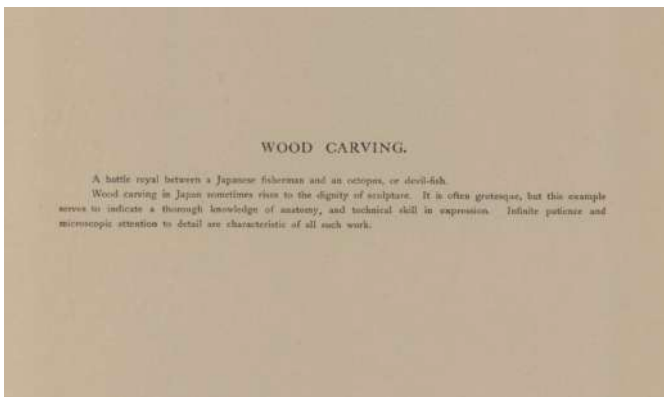 WOOD CARVING.
A battle royal between a Japanese fisherman and an octopus, or devil-fish.
Wood carving in Japan sometimes rises to the dignity of sculpture. It is often grotesque, but this example
serves to indicate a thorough knowledge of anatomy, and technical skill in expression. Infinite patience and
microscopic attention to detail are characteristic of all such work.